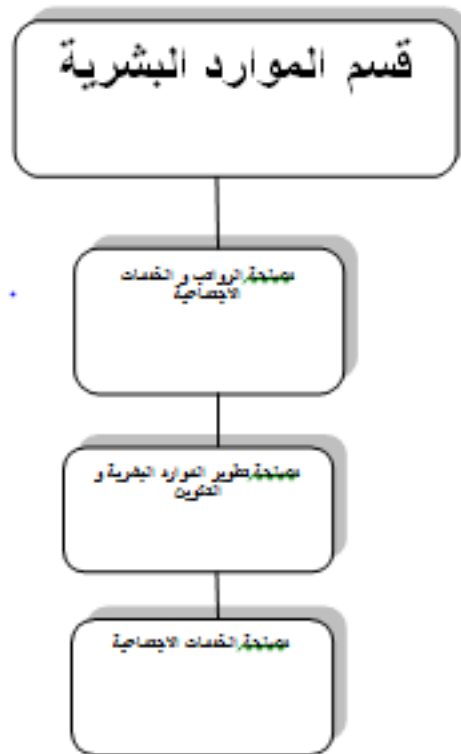 قسم الموارد البشرية
مصلحة الرواتب و الخدمات
الاجتماعية
مصلحة تطوير الموارد البشرية و
التكوين
مصلحة الخدمات الاجتماعية